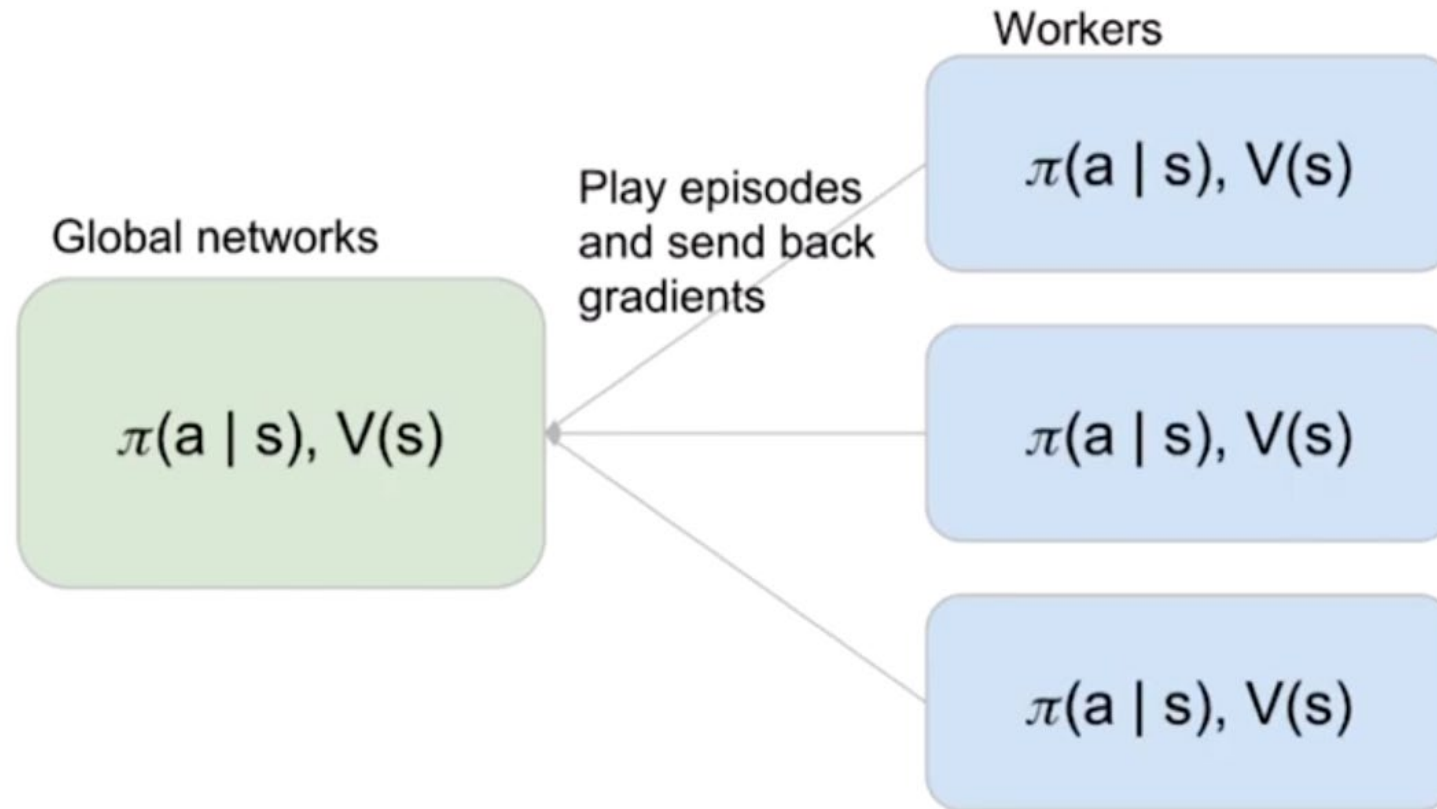 Workers
π(a | s), V(s)
Play episodes
and send back
gradients
Global networks
π(a | s), V(s)
π(a | s), V(s)
π(a | s), V(s)